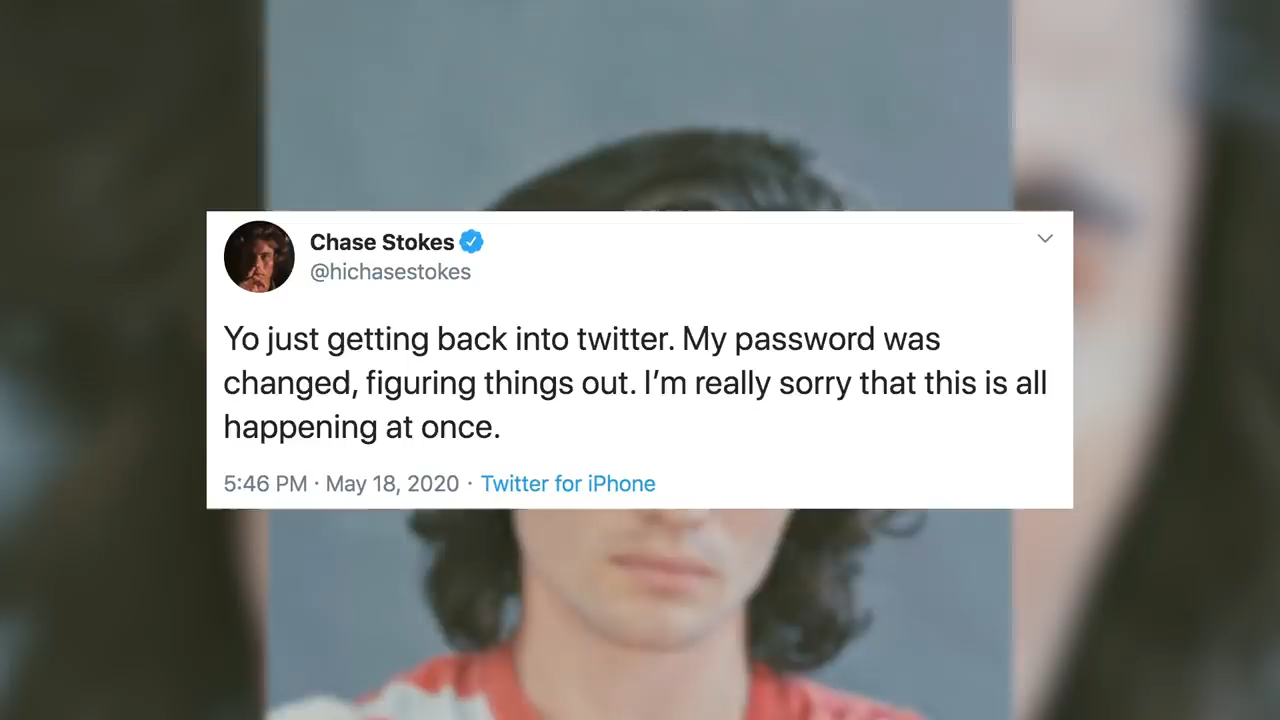 Chase Stokes
@hichasestokes
Yo just getting back into twitter. My password was
changed, figuring things out. I’m really sorry that this is all
happening at once.
5:46 PM · May 18, 2020 · Twitter for iPhone